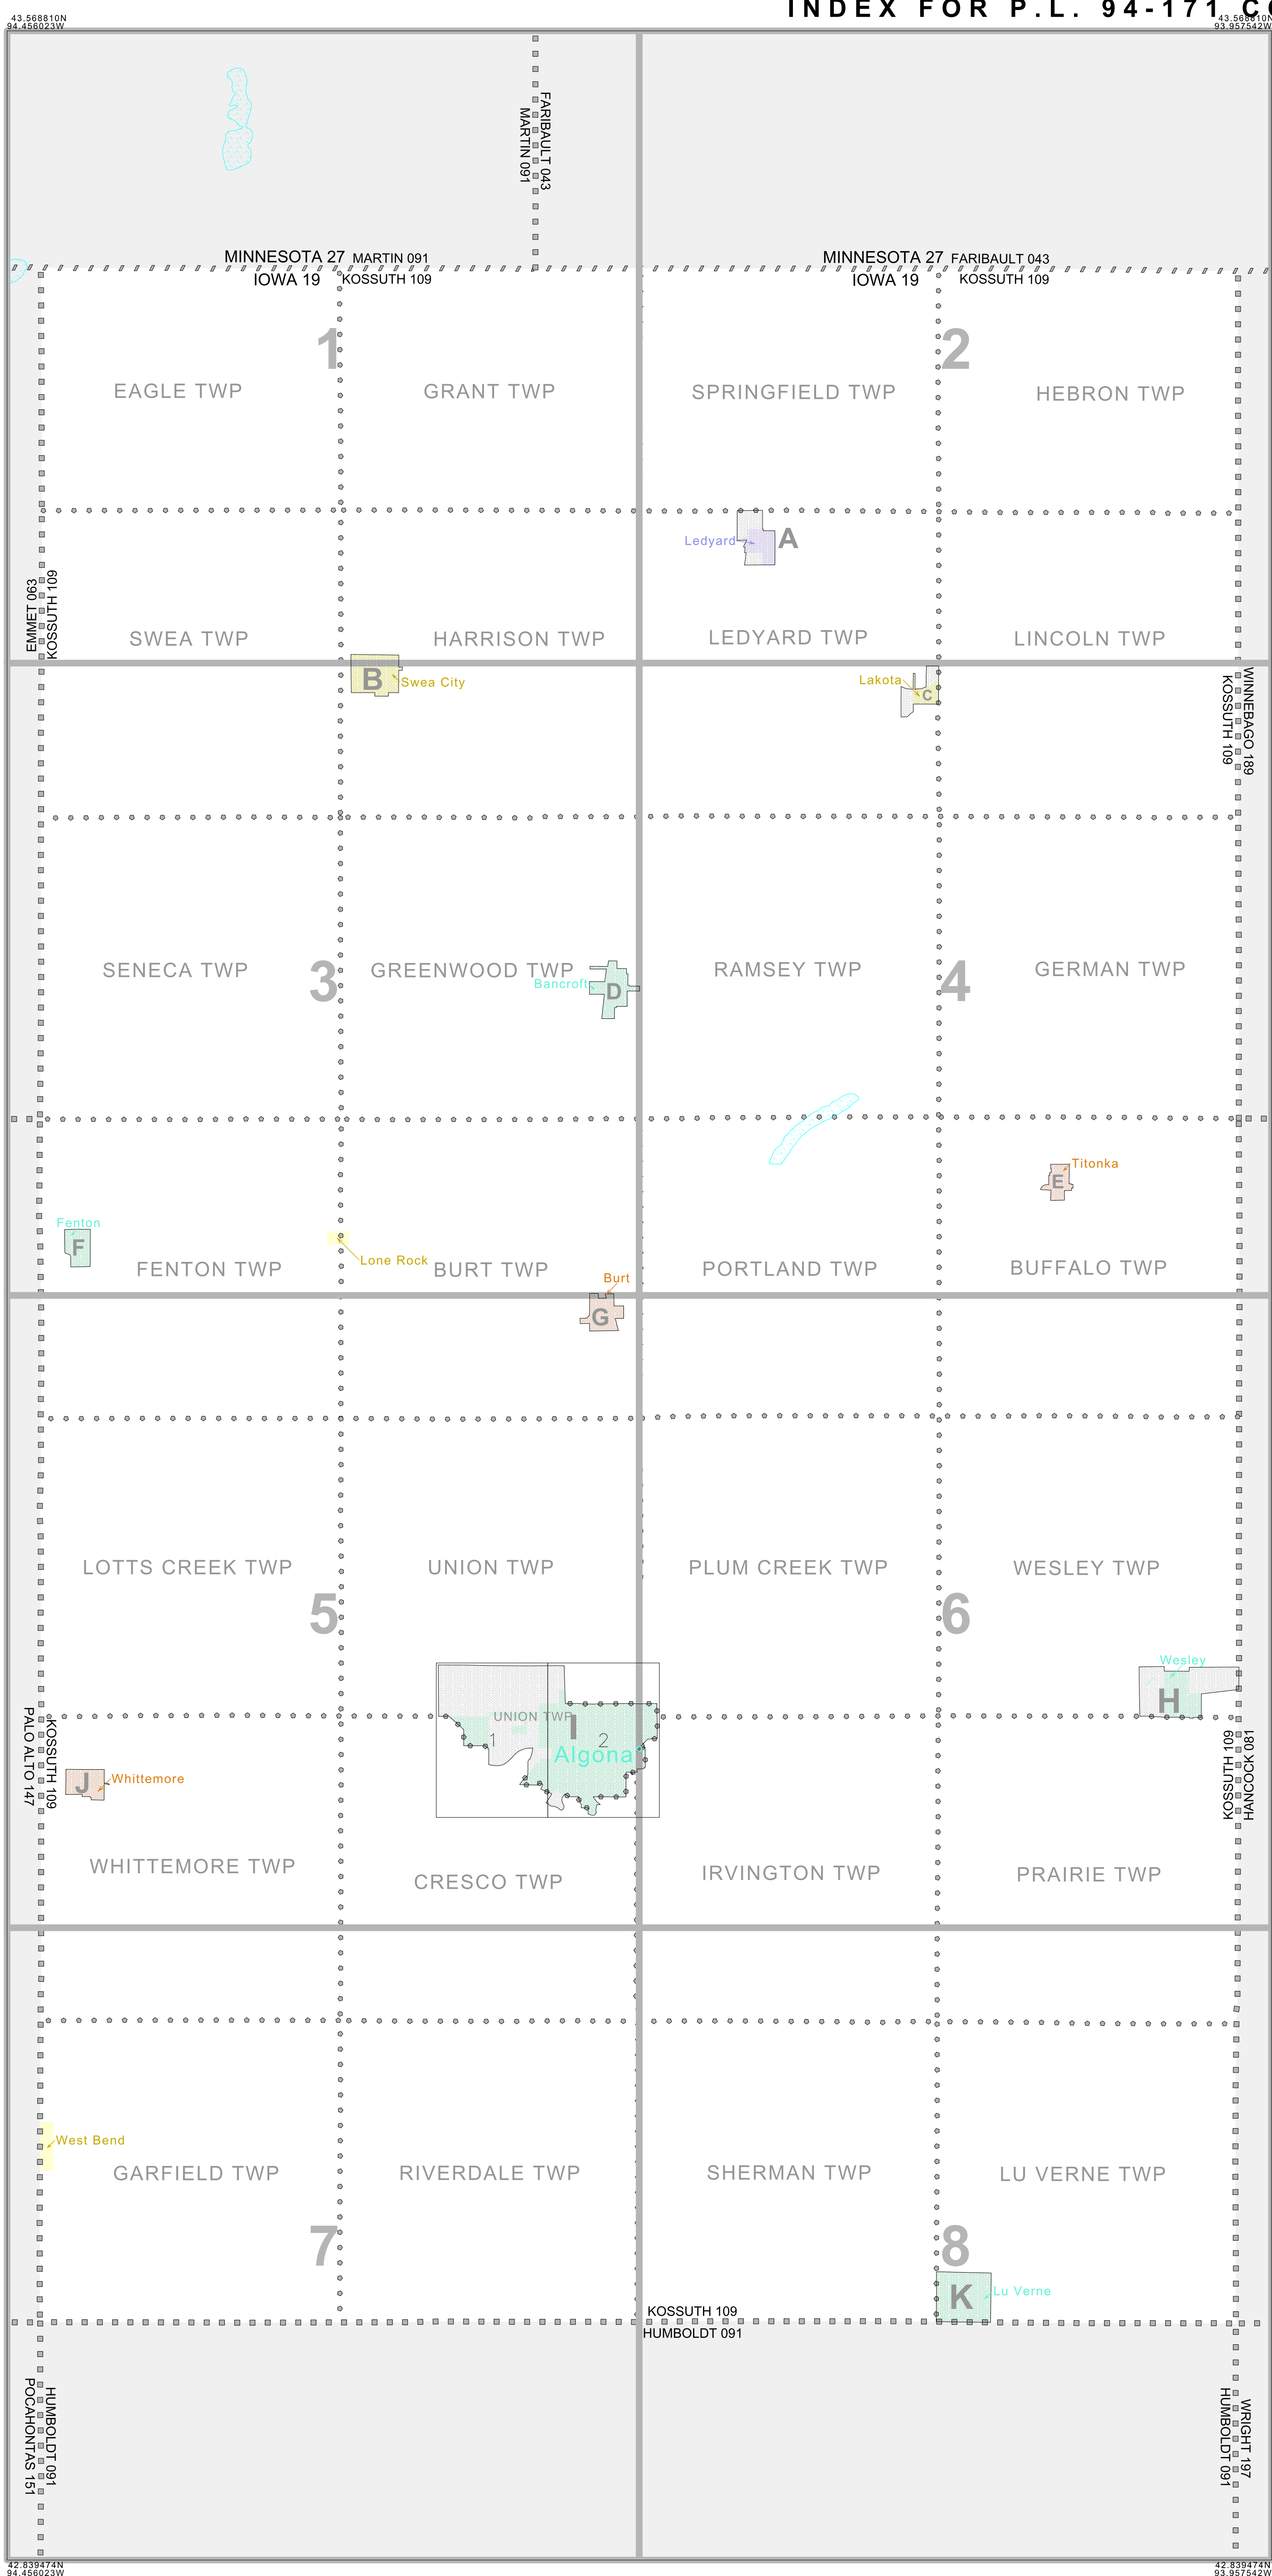 INDEX FOR P.L. 94-171 CO
43.568810N
94.456023W
43.568810N
93.957542W
FARIBAULT 043
MARTIN 091
MINNESOTA 27 MARTIN 091
IOWA 19 KOSSUTH 109
MINNESOTA 27 FARIBAULT 043
IOWA 19 KOSSUTH 109
1
2
EAGLE TWP
GRANT TWP
SPRINGFIELD TWP
HEBRON TWP
Ledyard
A
EMMET 063
KOSSUTH 109
SWEA TWP
HARRISON TWP
LEDYARD TWP
LINCOLN TWP
B
Swea City
Lakota
C
WINNEBAGO 189
KOSSUTH 109
SENECA TWP
3
GREENWOOD TWP
Bancroft
D
RAMSEY TWP
4
GERMAN TWP
Titonka
E
Fenton
F
FENTON TWP
Lone Rock
BURT TWP
Burt
G
PORTLAND TWP
BUFFALO TWP
LOTTS CREEK TWP
UNION TWP
PLUM CREEK TWP
WESLEY TWP
5
6
Wesley
H
UNION TWP
I
1
2
Algona
PALO ALTO 147
KOSSUTH 109
HANCOCK 081
KOSSUTH 109
J
Whittemore
WHITTEMORE TWP
CRESCO TWP
IRVINGTON TWP
PRAIRIE TWP
West Bend
GARFIELD TWP
RIVERDALE TWP
SHERMAN TWP
LU VERNE TWP
7
8
K
Lu Verne
KOSSUTH 109
HUMBOLDT 091
HUMBOLDT 091
POCAHONTAS 151
WRIGHT 197
HUMBOLDT 091
42.839474N
94.456023W
42.839474N
93.957542W